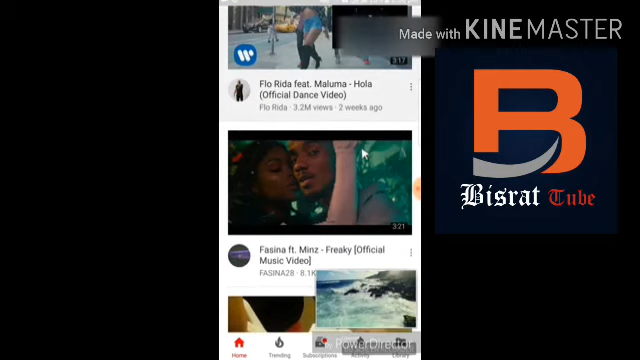 Made with KINEMASTER
3:17
Flo Rida feat. Maluma - Hola
(Official Dance Video)
Flo Rida · 3.2M views · 2 weeks ago
B
Bisrat Tube
3:21
Fasina ft. Minz - Freaky [Official
Music Video]
FASINA28 · 8.1K
PowerDirector
Home Trending Subscriptions Activity Library